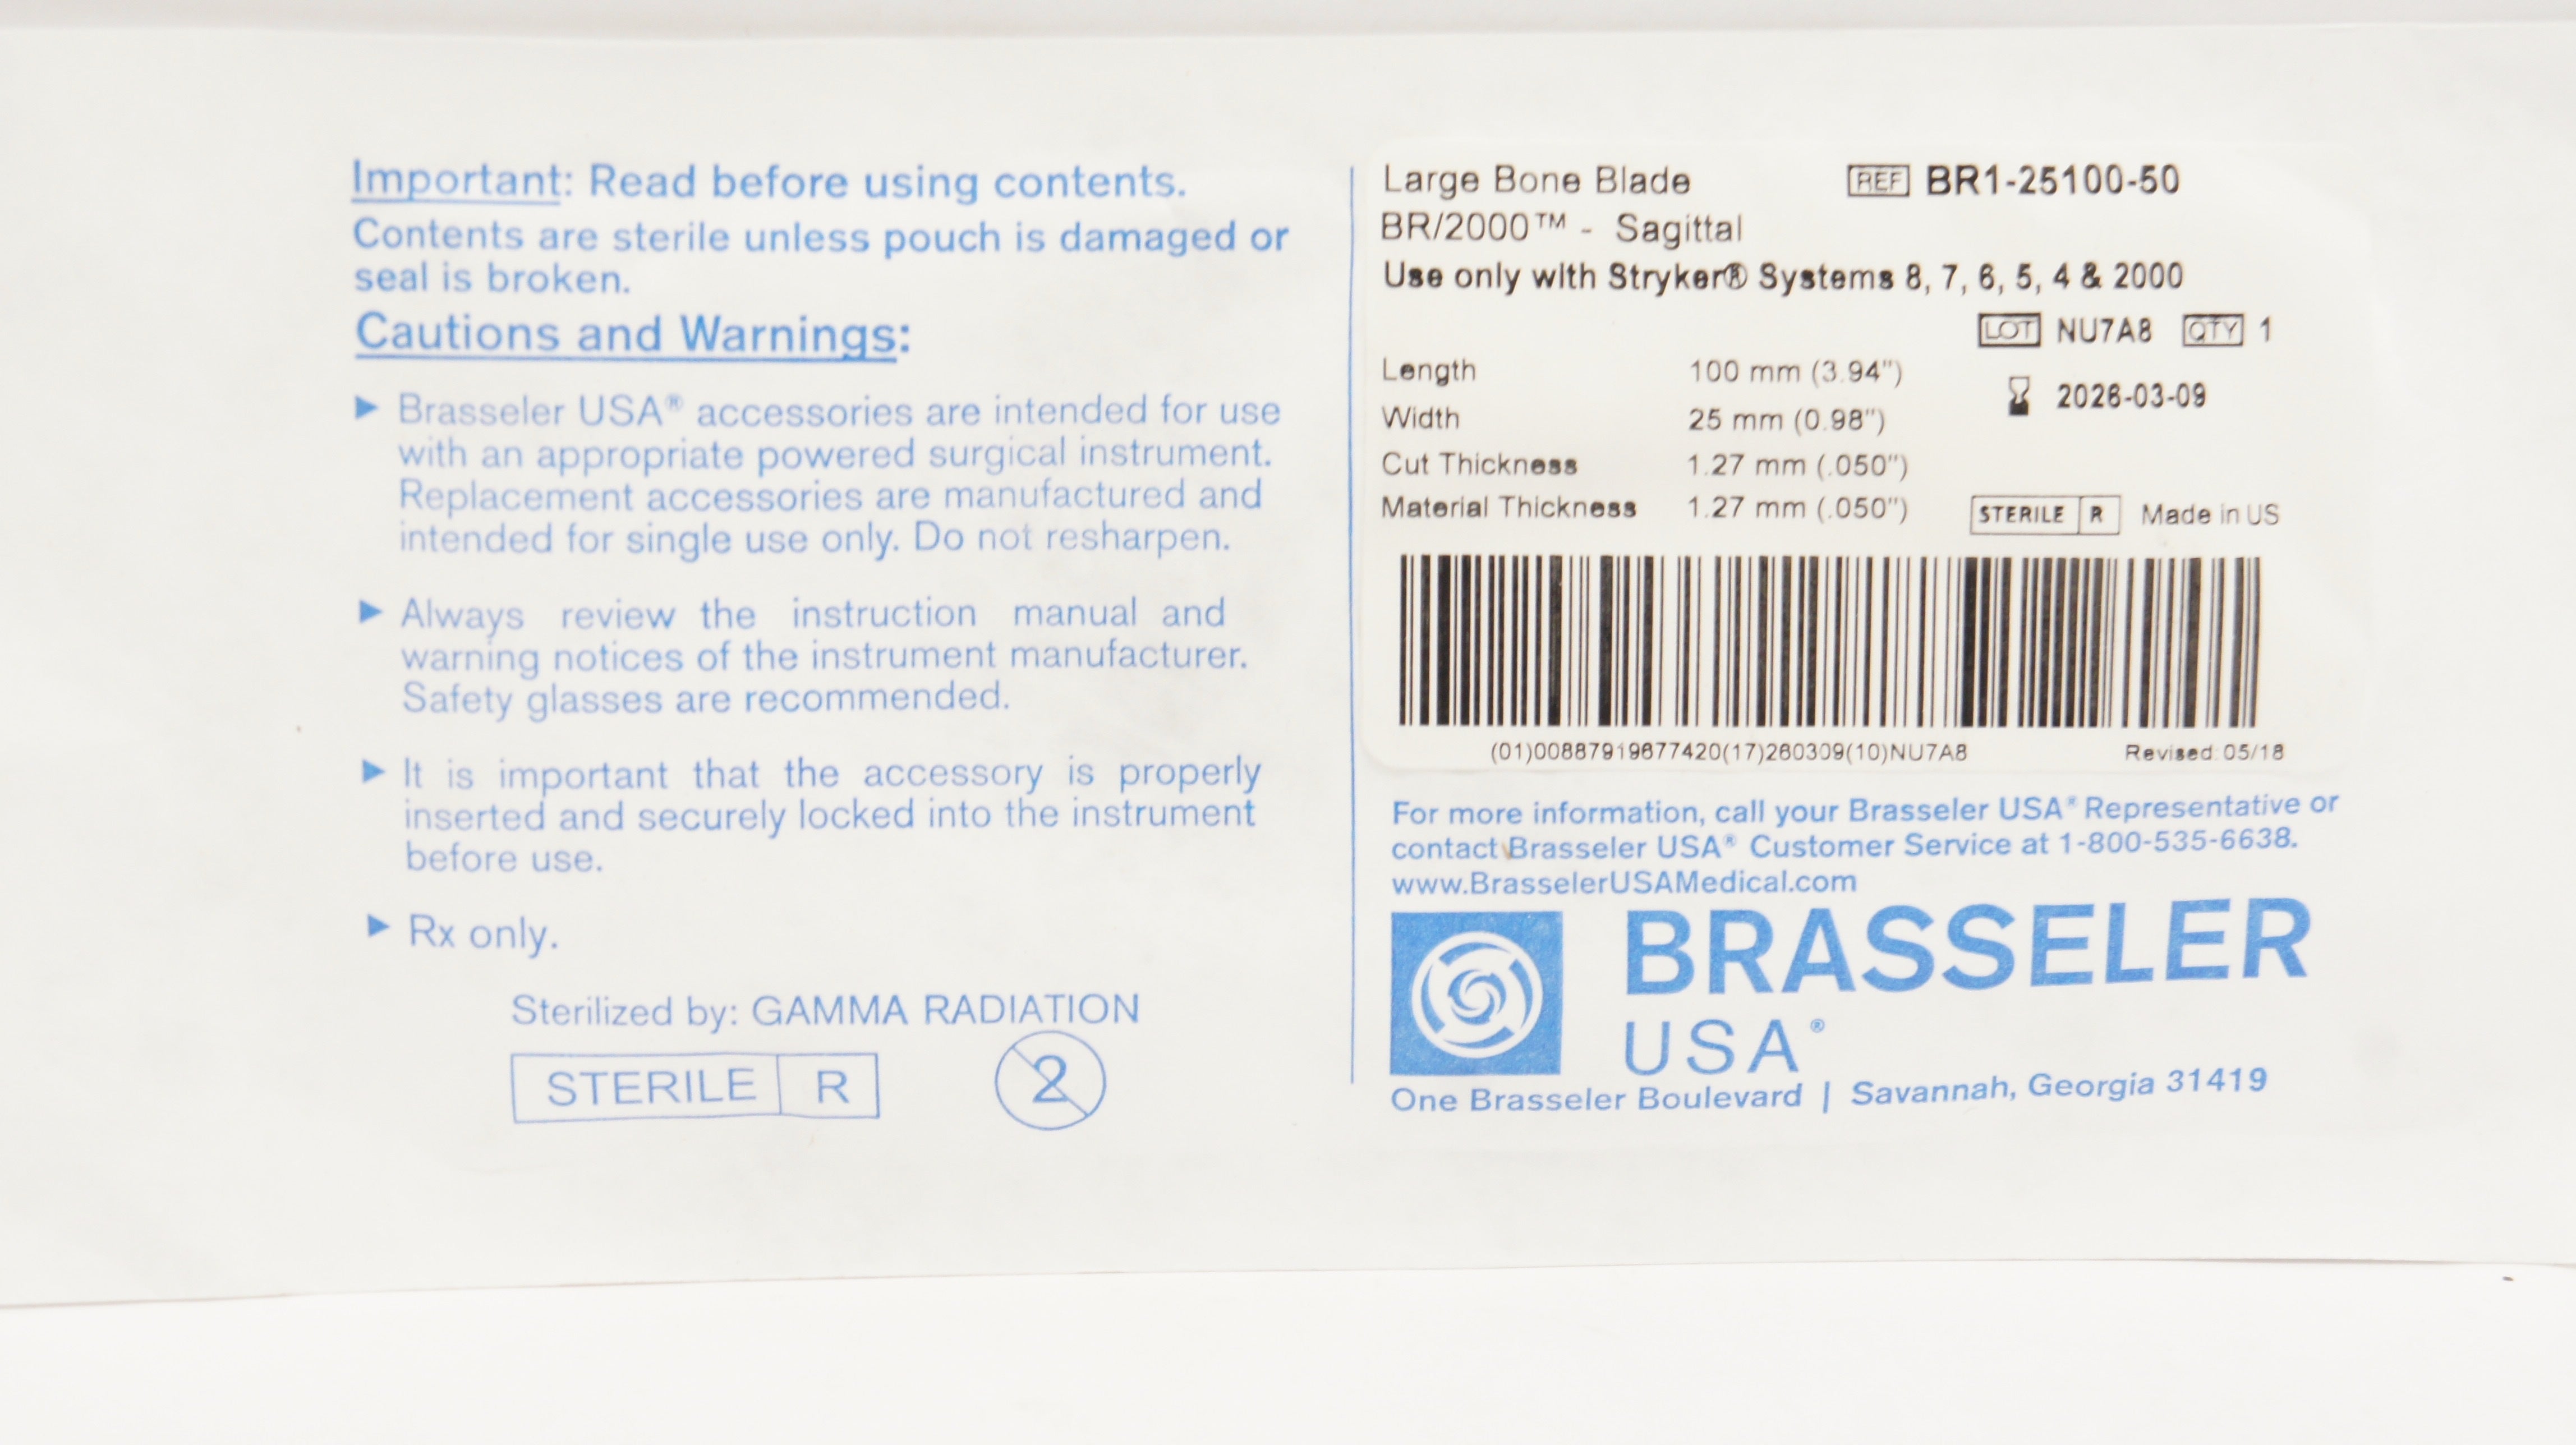 Important: Read before using contents.
Contents are sterile unless pouch is damaged or
seal is broken.
Cautions and Warnings:
▶ Brasseler USA® accessories are intended for use
with an appropriate powered surgical instrument.
Replacement accessories are manufactured and
intended for single use only. Do not resharpen.
▶ Always review the instruction manual and
warning notices of the instrument manufacturer.
Safety glasses are recommended.
▶ It is important that the accessory is properly
inserted and securely locked into the instrument
before use.
▶ Rx only.
Sterilized by: GAMMA RADIATION
STERILE R 2
Large Bone Blade REF BR1-25100-50
BR/2000™ - Sagittal
Use only with Stryker® Systems 8, 7, 6, 5, 4 & 2000
LOT NU7A8 QTY 1
Length 100 mm (3.94")
2026-03-09
Width 25 mm (0.98")
Cut Thickness 1.27 mm (.050")
Material Thickness 1.27 mm (.050")
STERILE R Made in US
(01)00887919677420(17)260309(10)NU7A8 Revised: 05/18
For more information, call your Brasseler USA® Representative or
contact Brasseler USA® Customer Service at 1-800-535-6638.
www.BrasselerUSAMedical.com
BRASSELER
USA®
One Brasseler Boulevard | Savannah, Georgia 31419